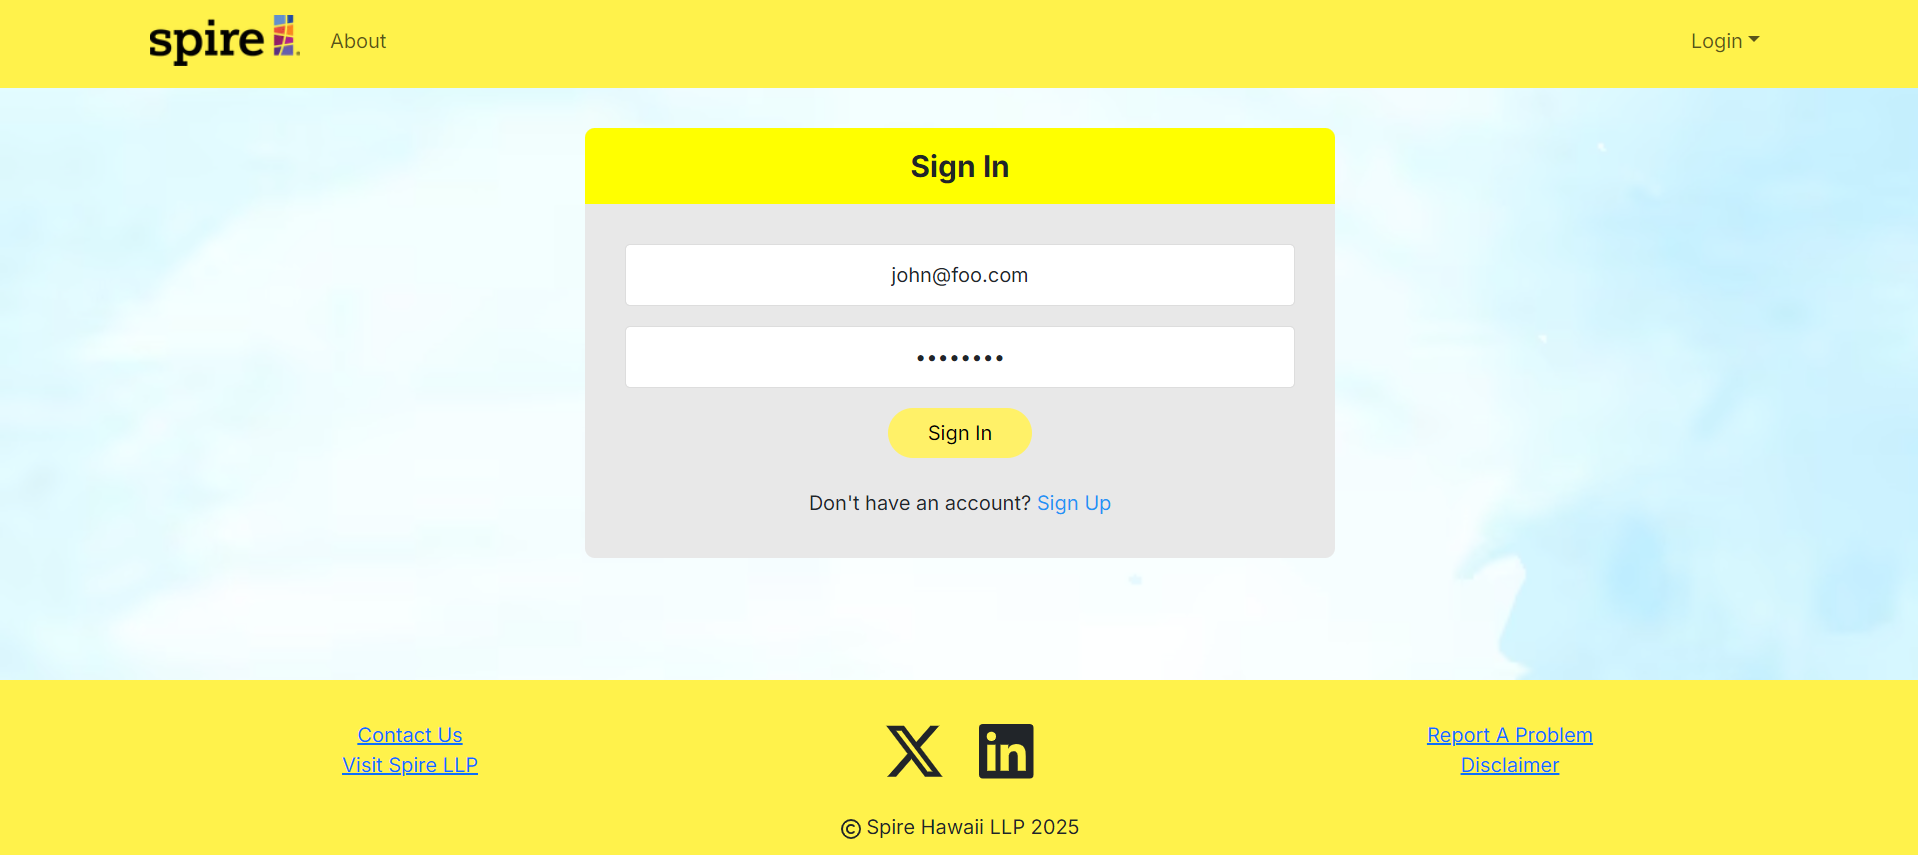 spire
About
Login
Sign In
john@foo.com
••••••••
Sign In
Don't have an account? Sign Up
Contact Us
Visit Spire LLP
X in
Report A Problem
Disclaimer
© Spire Hawaii LLP 2025